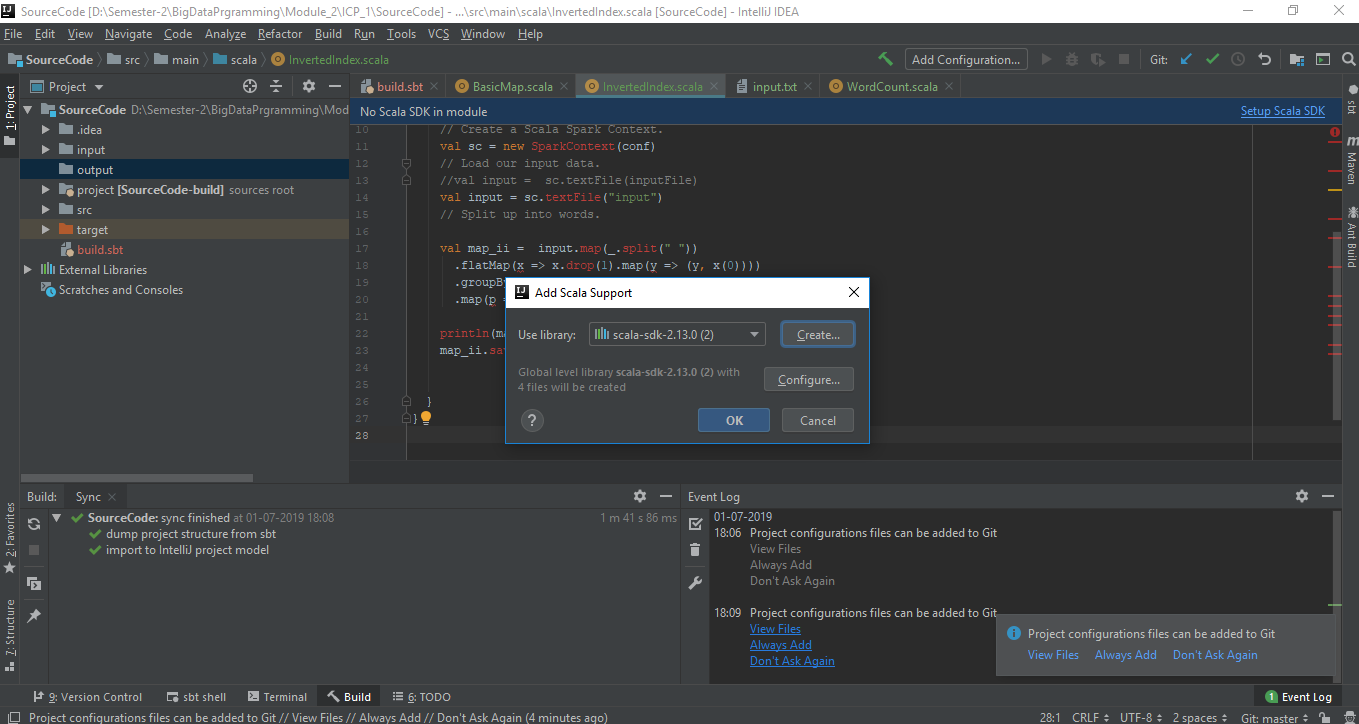 SourceCode [D:\Semester-2\BigDataPrgramming\Module_2\ICP_1\SourceCode] - ...\src\main\scala\InvertedIndex.scala [SourceCode] - IntelliJ IDEA
File Edit View Navigate Code Analyze Refactor Build Run Tools VCS Window Help
SourceCode src main scala InvertedIndex.scala Add Configuration... Git:
1: Project
Project
build.sbt BasicMap.scala InvertedIndex.scala input.txt WordCount.scala
SourceCode D:\Semester-2\BigDataPrgramming\Mod
No Scala SDK in module Setup Scala SDK
.idea
input
output
project [SourceCode-build] sources root
src
target
build.sbt
External Libraries
Scratches and Consoles
10 // Create a Scala Spark Context.
11 val sc = new SparkContext(conf)
12 // Load our input data.
13 //val input = sc.textFile(inputFile)
14 val input = sc.textFile("input")
15 // Split up into words.
16
17 val map_ii = input.map(_.split(" "))
18 .flatMap(x => x.drop(1).map(y => (y, x(0))))
19 .groupB
20 .map(p =
21
22 println(ma
23 map_ii.sa
24
25
26 }
27 }
28
sbt
Maven
Ant Build
Add Scala Support
Use library: scala-sdk-2.13.0 (2) Create...
Global level library scala-sdk-2.13.0 (2) with
4 files will be created
Configure...
? OK Cancel
Build: Sync
SourceCode: sync finished at 01-07-2019 18:08 1 m 41 s 86 ms
dump project structure from sbt
import to IntelliJ project model
2: Favorites
7: Structure
Event Log
01-07-2019
18:06 Project configurations files can be added to Git
View Files
Always Add
Don't Ask Again
18:09 Project configurations files can be added to Git
View Files
Always Add
Don't Ask Again
Project configurations files can be added to Git
View Files Always Add Don't Ask Again
9: Version Control sbt shell Terminal Build 6: TODO 1 Event Log
Project configurations files can be added to Git // View Files // Always Add // Don't Ask Again (4 minutes ago) 28:1 CRLF UTF-8 2 spaces Git: master